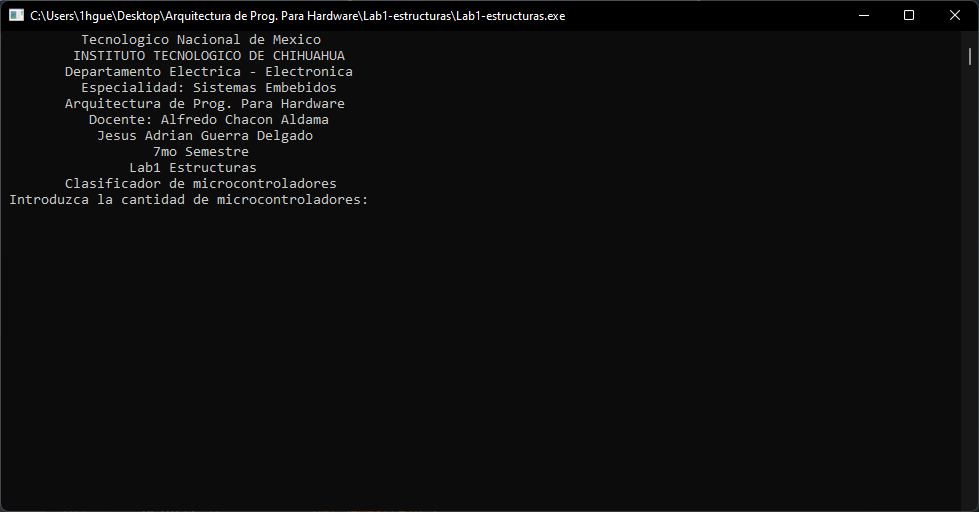 C:\Users\1hgue\Desktop\Arquitectura de Prog. Para Hardware\Lab1-estructuras\Lab1-estructuras.exe
Tecnologico Nacional de Mexico
INSTITUTO TECNOLOGICO DE CHIHUAHUA
Departamento Electrica - Electronica
Especialidad: Sistemas Embebidos
Arquitectura de Prog. Para Hardware
Docente: Alfredo Chacon Aldama
Jesus Adrian Guerra Delgado
7mo Semestre
Lab1 Estructuras
Clasificador de microcontroladores
Introduzca la cantidad de microcontroladores: